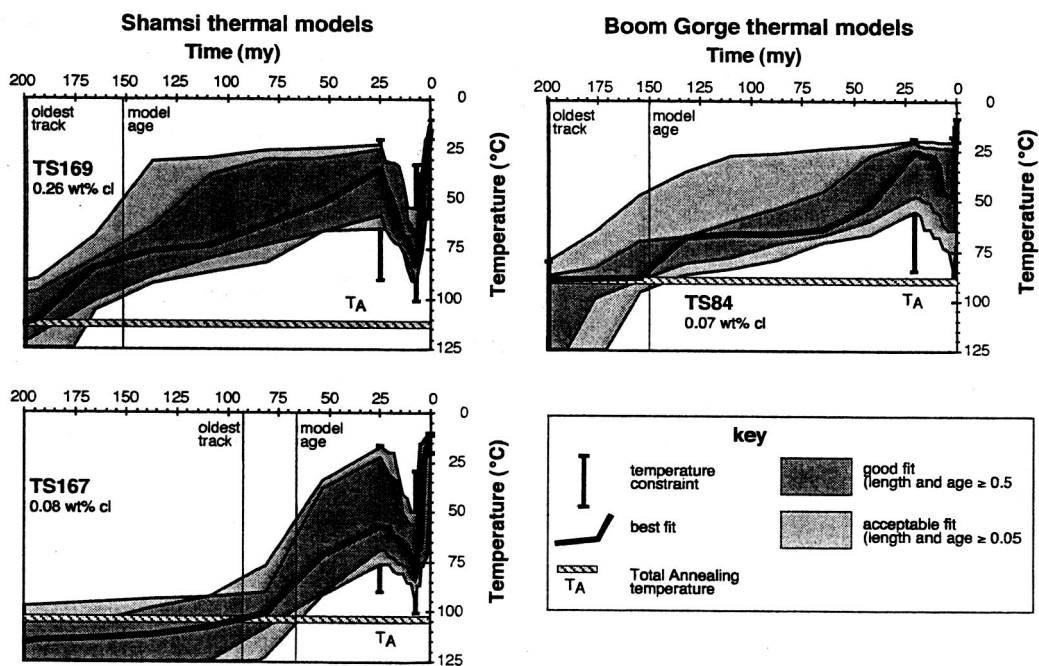 Shamsi thermal models
Time (my)
200 175 150 125 100 75 50 25 0
oldest track
model age
TS169
0.26 wt% cl
TA
0
25
50
75
100
125
Temperature (°C)
Boom Gorge thermal models
Time (my)
200 175 150 125 100 75 50 25 0
oldest track
model age
TS84
0.07 wt% cl
TA
0
25
50
75
100
125
Temperature (°C)
200 175 150 125 100 75 50 25 0
oldest track
model age
TS167
0.08 wt% cl
TA
0
25
50
75
100
125
Temperature (°C)
key
temperature constraint
best fit
TA
Total Annealing temperature
good fit
(length and age ≥ 0.5
acceptable fit
(length and age ≥ 0.05